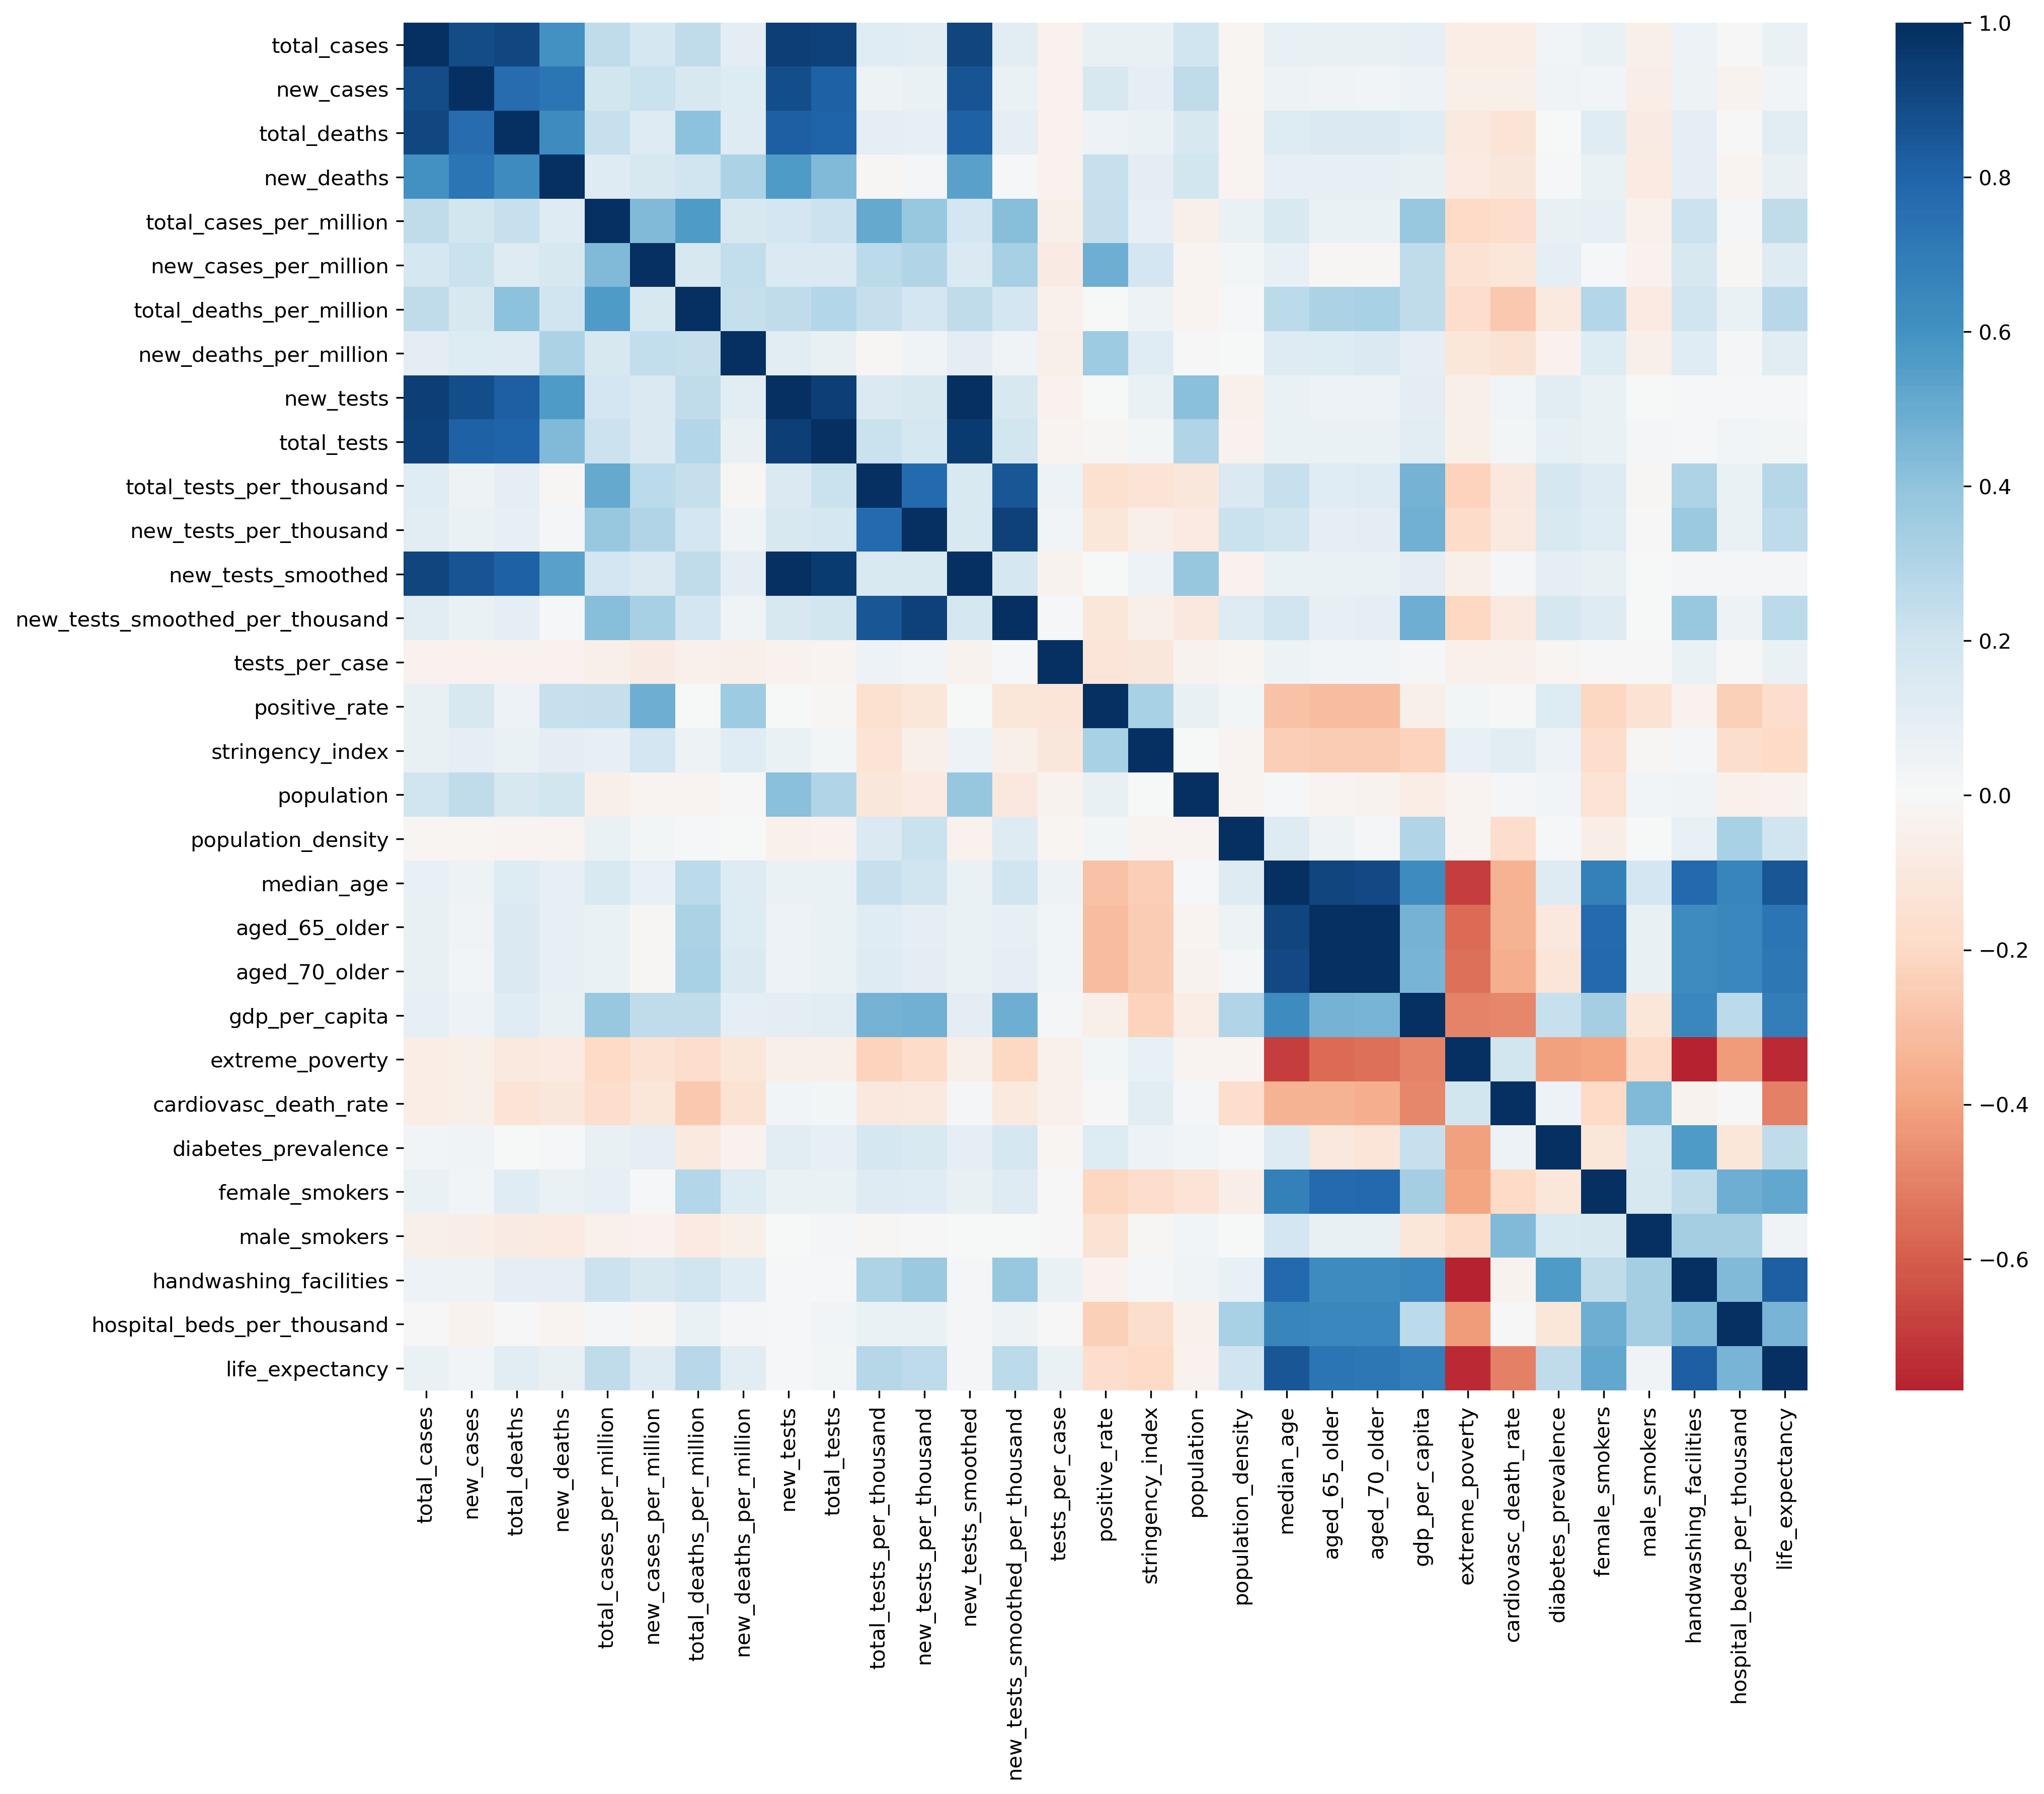 total_cases
new_cases
total_deaths
new_deaths
total_cases_per_million
new_cases_per_million
total_deaths_per_million
new_deaths_per_million
new_tests
total_tests
total_tests_per_thousand
new_tests_per_thousand
new_tests_smoothed
new_tests_smoothed_per_thousand
tests_per_case
positive_rate
stringency_index
population
population_density
median_age
aged_65_older
aged_70_older
gdp_per_capita
extreme_poverty
cardiovasc_death_rate
diabetes_prevalence
female_smokers
male_smokers
handwashing_facilities
hospital_beds_per_thousand
life_expectancy
total_cases
new_cases
total_deaths
new_deaths
total_cases_per_million
new_cases_per_million
total_deaths_per_million
new_deaths_per_million
new_tests
total_tests
total_tests_per_thousand
new_tests_per_thousand
new_tests_smoothed
new_tests_smoothed_per_thousand
tests_per_case
positive_rate
stringency_index
population
population_density
median_age
aged_65_older
aged_70_older
gdp_per_capita
extreme_poverty
cardiovasc_death_rate
diabetes_prevalence
female_smokers
male_smokers
handwashing_facilities
hospital_beds_per_thousand
life_expectancy
1.0
0.8
0.6
0.4
0.2
0.0
−0.2
−0.4
−0.6